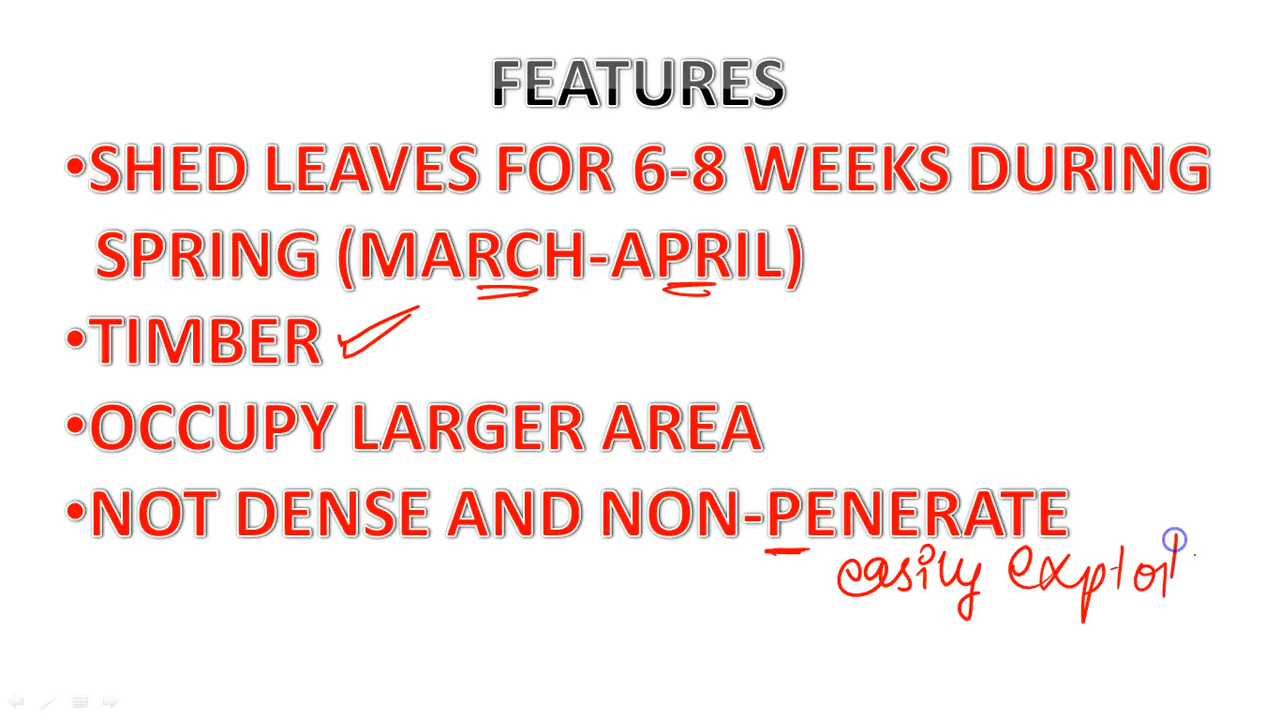 FEATURES
•SHED LEAVES FOR 6-8 WEEKS DURING
SPRING (MARCH-APRIL)
•TIMBER
•OCCUPY LARGER AREA
•NOT DENSE AND NON-PENERATE
easily exploi